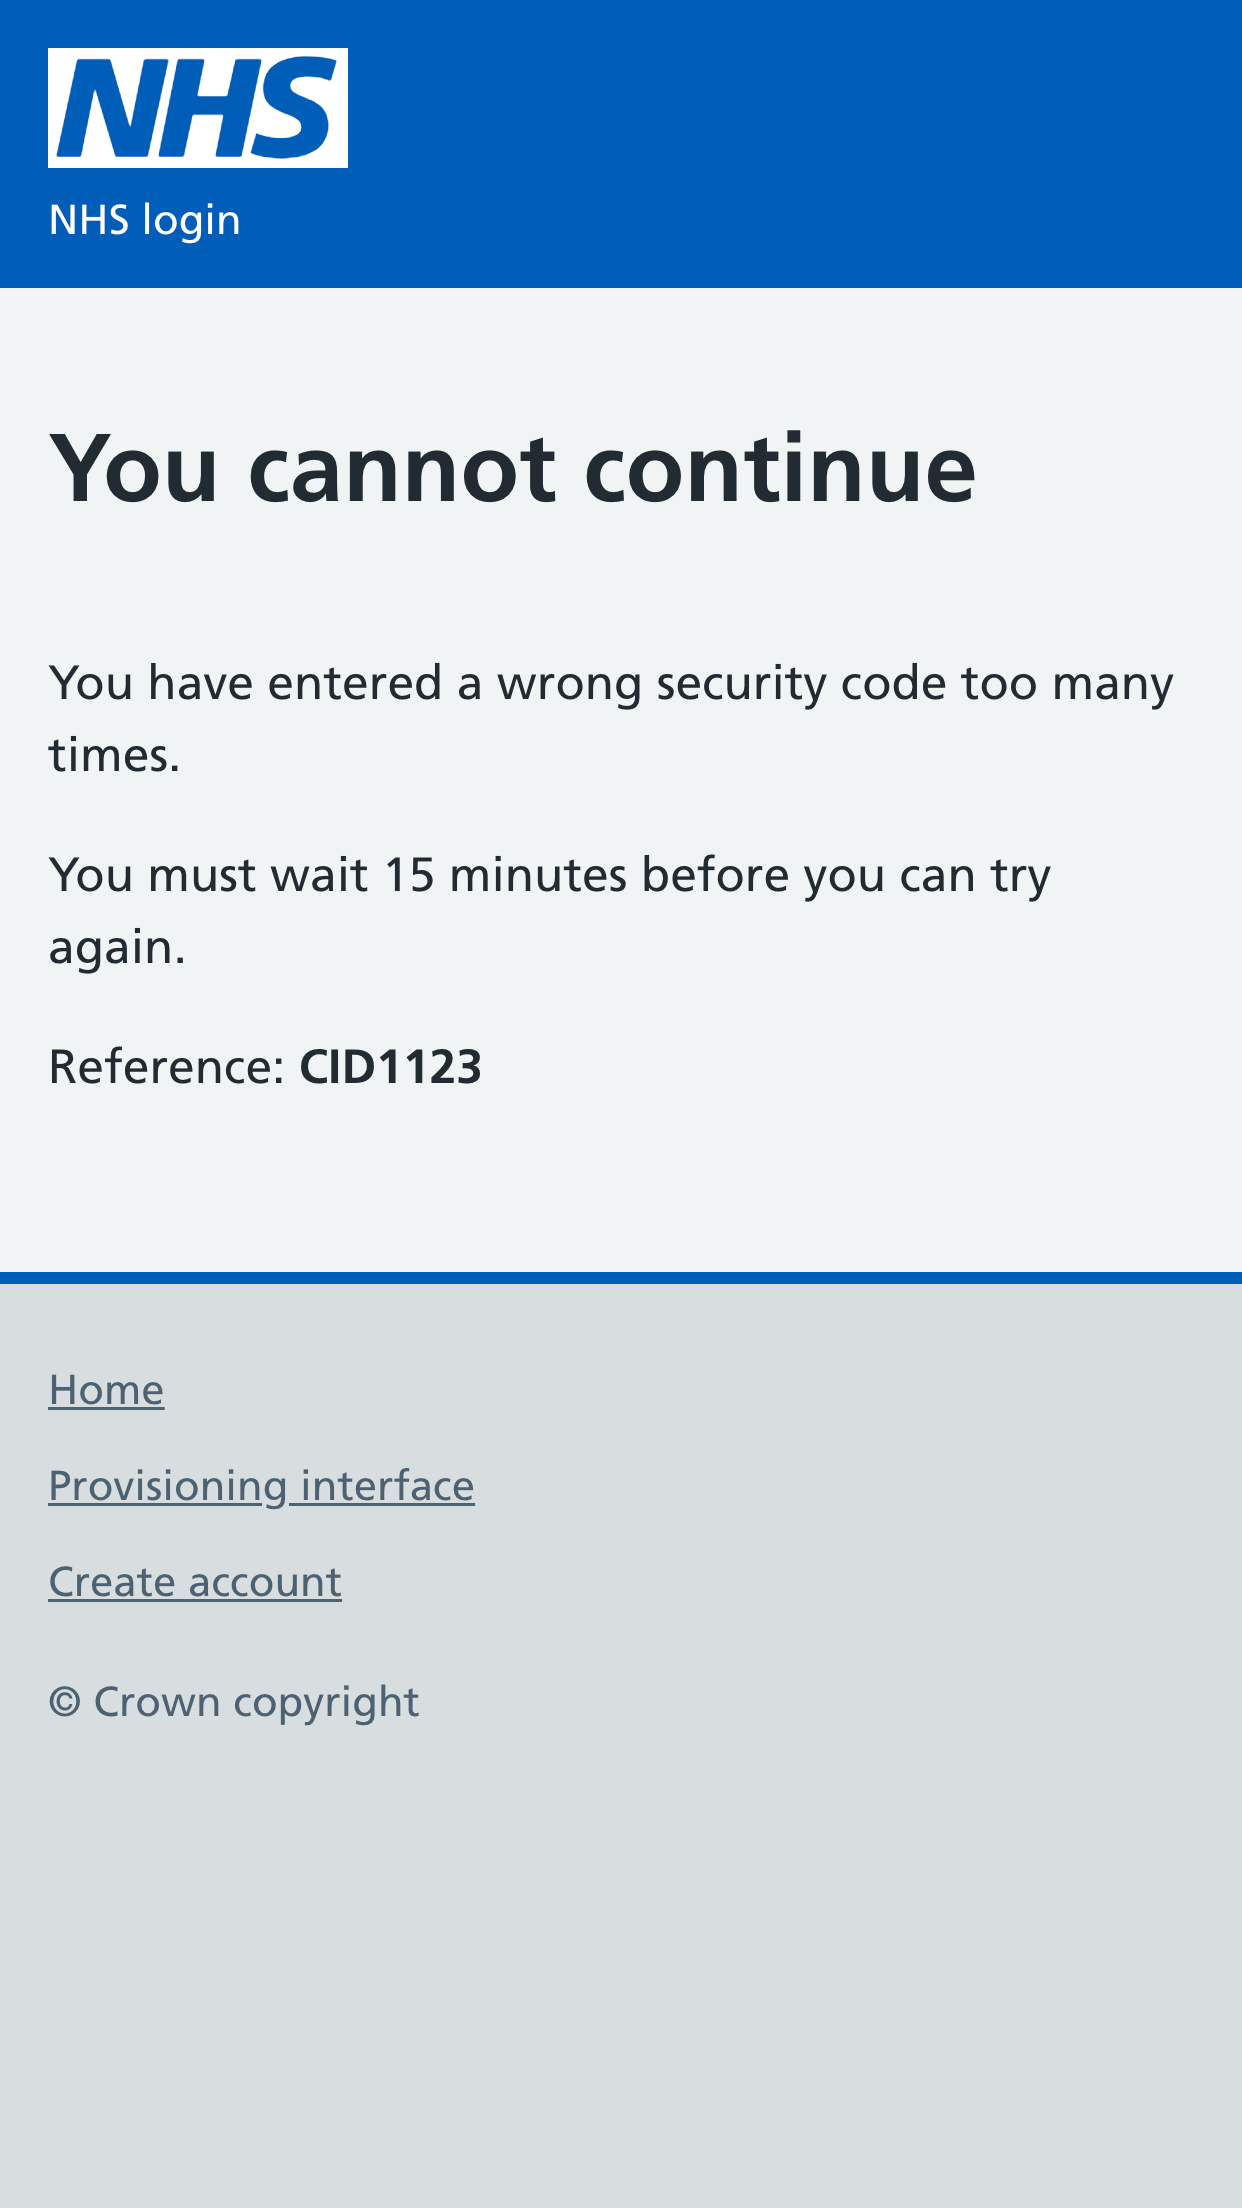 NHS
NHS login
You cannot continue
You have entered a wrong security code too many
times.
You must wait 15 minutes before you can try
again.
Reference: CID1123
Home
Provisioning interface
Create account
© Crown copyright